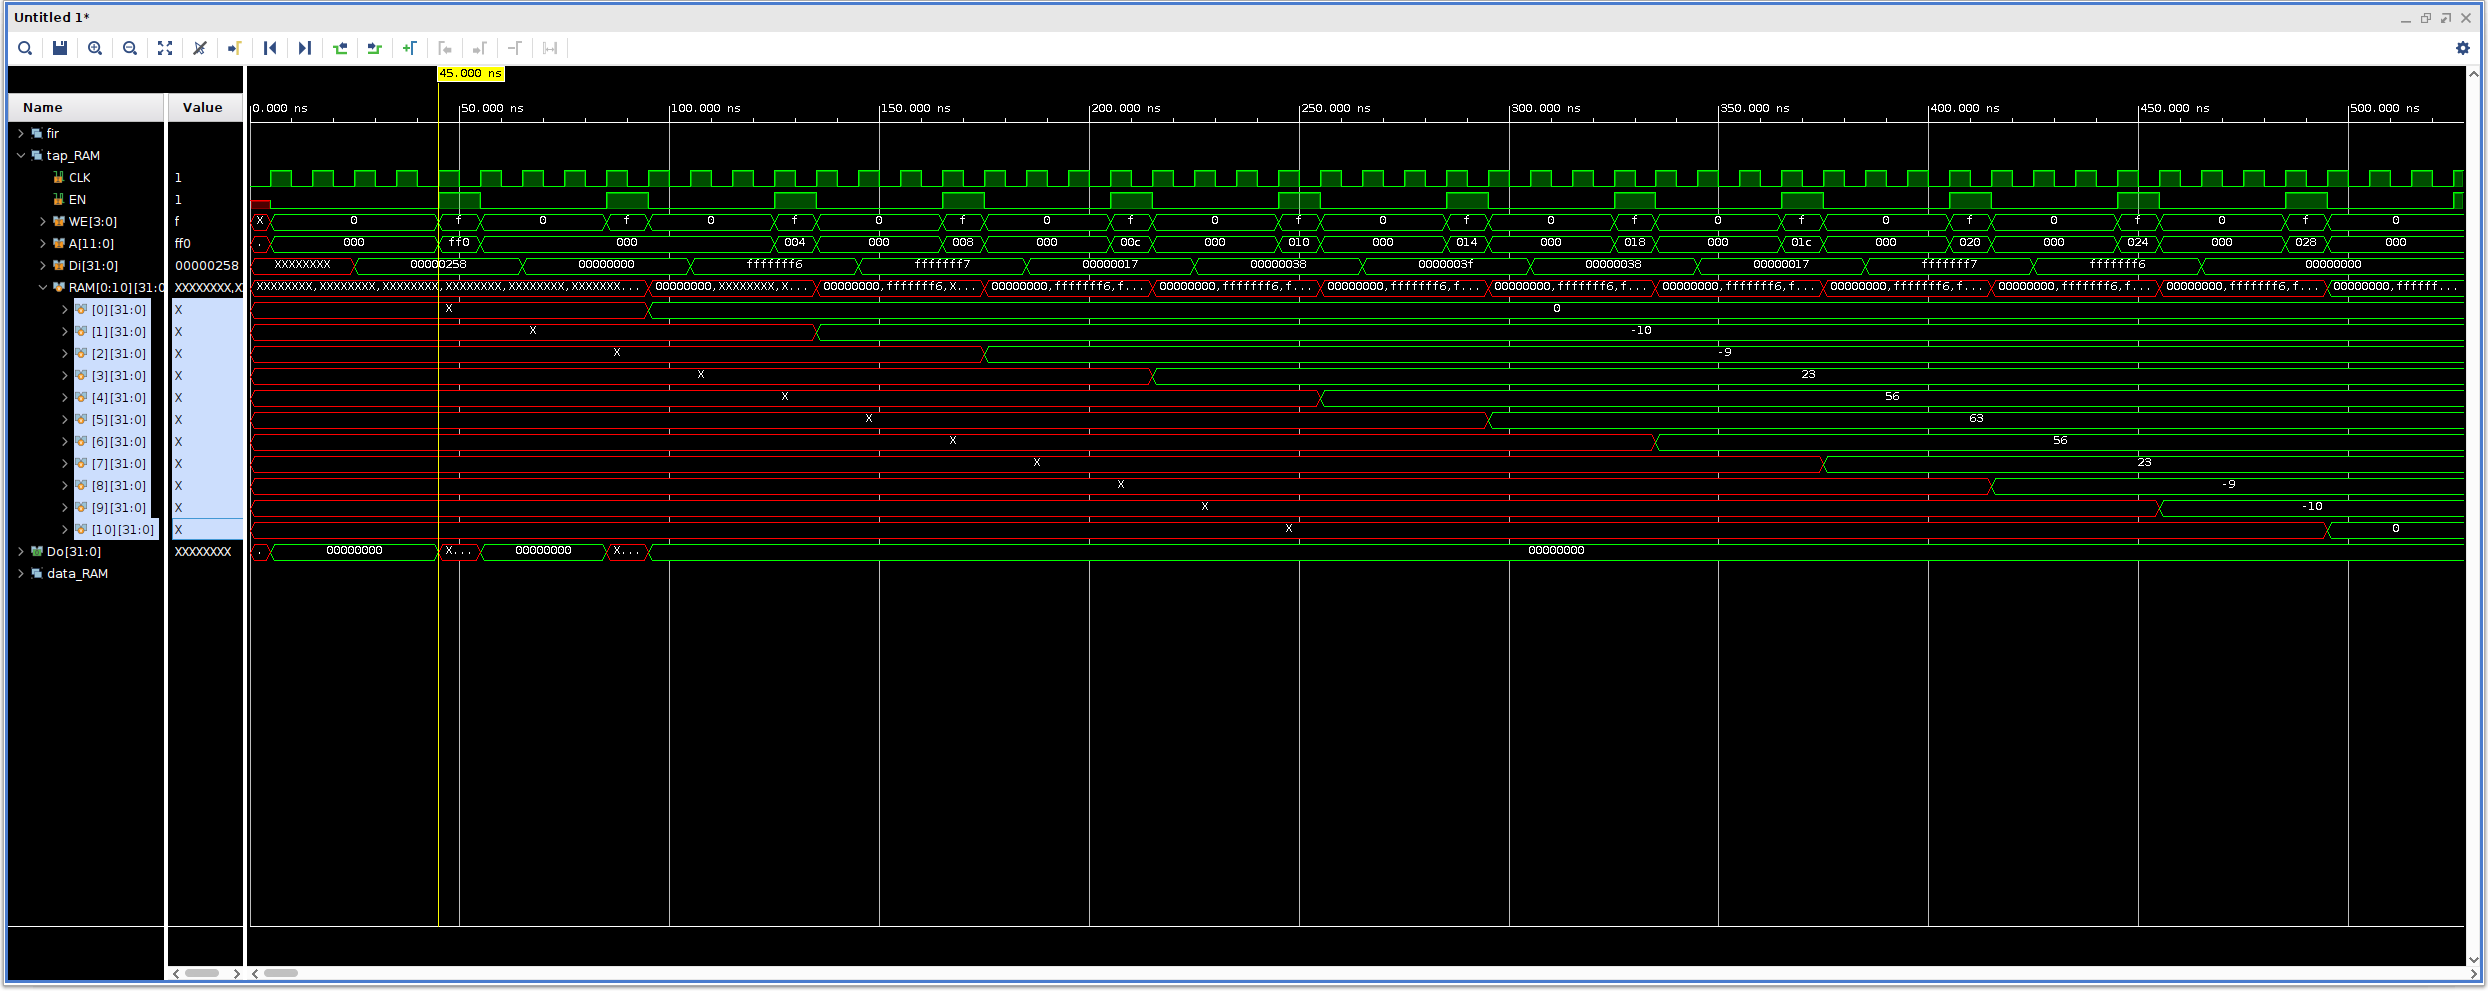 Untitled 1*
45.000 ns
Name Value 0.000 ns 50.000 ns 100.000 ns 150.000 ns 200.000 ns 250.000 ns 300.000 ns 350.000 ns 400.000 ns 450.000 ns 500.000 ns
fir
tap_RAM
CLK 1
EN 1
WE[3:0] f X 0 f 0 f 0 f 0 f 0 f 0 f 0 f 0 f 0 f 0 f 0 f 0 f 0
A[11:0] ff0 . 000 ff0 000 004 000 008 000 00c 000 010 000 014 000 018 000 01c 000 020 000 024 000 028 000
Di[31:0] 00000258 XXXXXXXX 00000258 00000000 fffffff6 fffffff7 00000017 00000038 0000003f 00000038 00000017 fffffff7 fffffff6 00000000
RAM[0:10][31:0 XXXXXXXX,X XXXXXXXX,XXXXXXXX,XXXXXXXX,XXXXXXXX,XXXXXXXX,XXXXXXX... 00000000,XXXXXXXX,X... 00000000,fffffff6,X... 00000000,fffffff6,f... 00000000,fffffff6,f... 00000000,fffffff6,f... 00000000,fffffff6,f... 00000000,fffffff6,f... 00000000,fffffff6,f... 00000000,fffffff6,f... 00000000,fffffff6,f... 00000000,ffffff...
[0][31:0] X X 0
[1][31:0] X X -10
[2][31:0] X X -9
[3][31:0] X X 23
[4][31:0] X X 56
[5][31:0] X X 63
[6][31:0] X X 56
[7][31:0] X X 23
[8][31:0] X X -9
[9][31:0] X X -10
[10][31:0] X X 0
Do[31:0] XXXXXXXX . 00000000 X... 00000000 X... 00000000
data_RAM